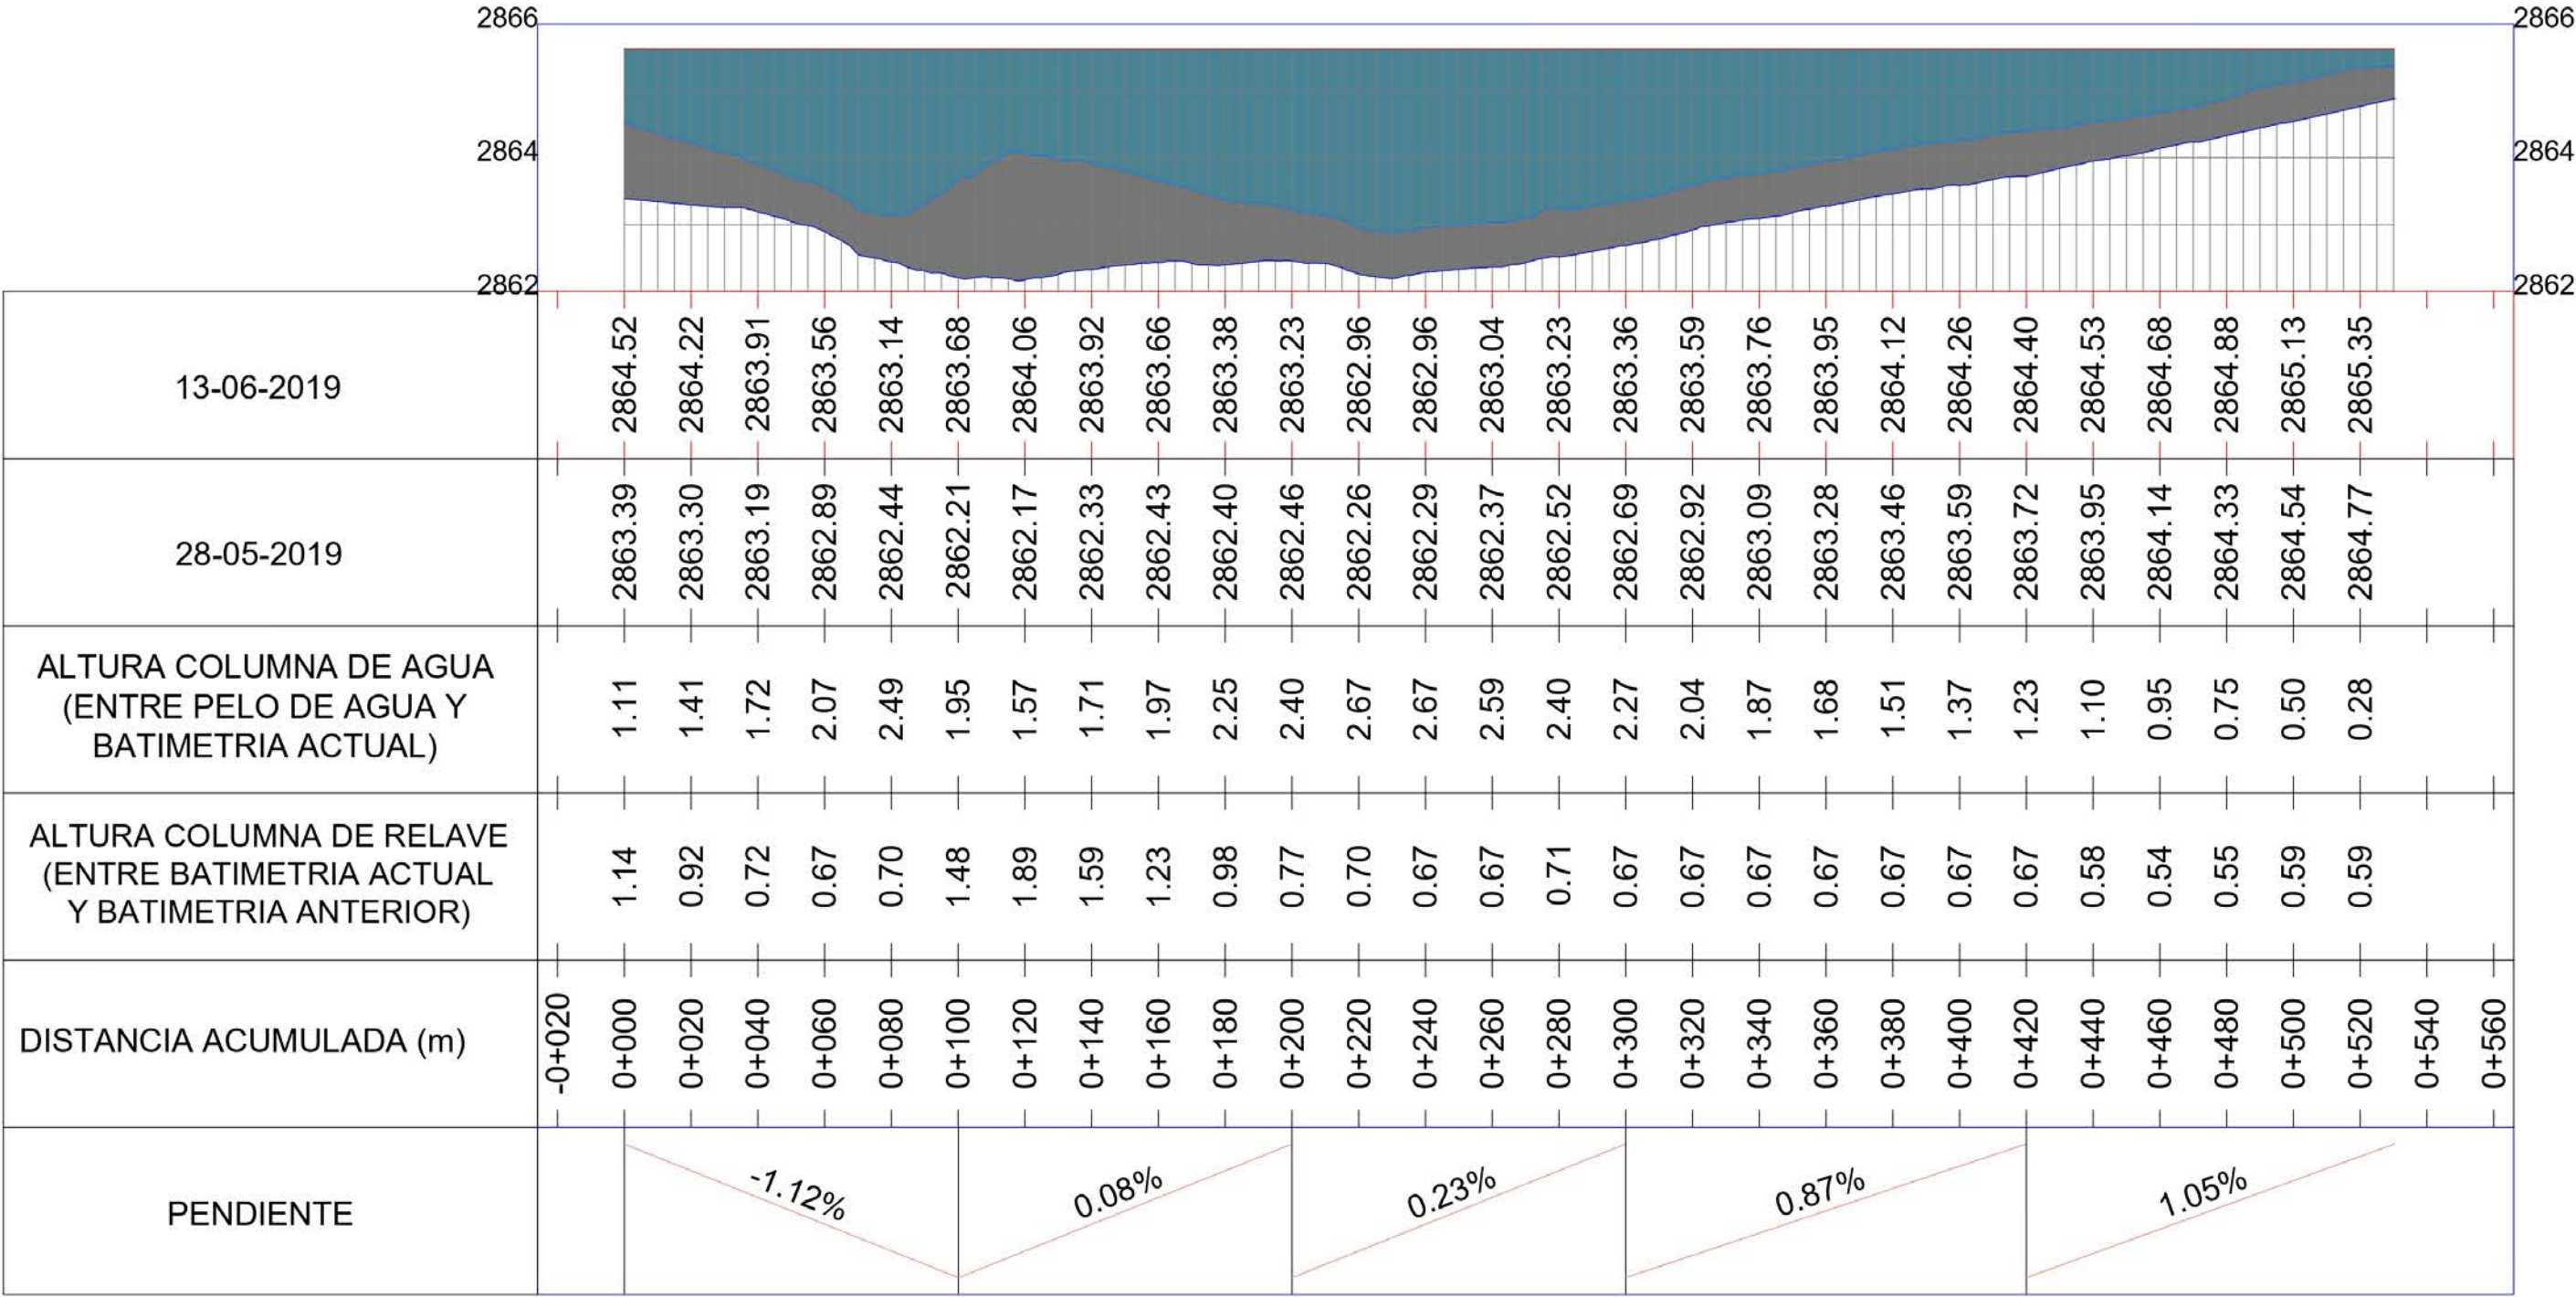 2866 2866
2864 2864
2862 2862
13-06-2019 2864.52 2864.22 2863.91 2863.56 2863.14 2863.68 2864.06 2863.92 2863.66 2863.38 2863.23 2862.96 2862.96 2863.04 2863.23 2863.36 2863.59 2863.76 2863.95 2864.12 2864.26 2864.40 2864.53 2864.68 2864.88 2865.13 2865.35
28-05-2019 2863.39 2863.30 2863.19 2862.89 2862.44 2862.21 2862.17 2862.33 2862.43 2862.40 2862.46 2862.26 2862.29 2862.37 2862.52 2862.69 2862.92 2863.09 2863.28 2863.46 2863.59 2863.72 2863.95 2864.14 2864.33 2864.54 2864.77
ALTURA COLUMNA DE AGUA
(ENTRE PELO DE AGUA Y
BATIMETRIA ACTUAL)
1.11 1.41 1.72 2.07 2.49 1.95 1.57 1.71 1.97 2.25 2.40 2.67 2.67 2.59 2.40 2.27 2.04 1.87 1.68 1.51 1.37 1.23 1.10 0.95 0.75 0.50 0.28
ALTURA COLUMNA DE RELAVE
(ENTRE BATIMETRIA ACTUAL
Y BATIMETRIA ANTERIOR)
1.14 0.92 0.72 0.67 0.70 1.48 1.89 1.59 1.23 0.98 0.77 0.70 0.67 0.67 0.71 0.67 0.67 0.67 0.67 0.67 0.67 0.67 0.58 0.54 0.55 0.59 0.59
DISTANCIA ACUMULADA (m) -0+020 0+000 0+020 0+040 0+060 0+080 0+100 0+120 0+140 0+160 0+180 0+200 0+220 0+240 0+260 0+280 0+300 0+320 0+340 0+360 0+380 0+400 0+420 0+440 0+460 0+480 0+500 0+520 0+540 0+560
PENDIENTE -1.12% 0.08% 0.23% 0.87% 1.05%